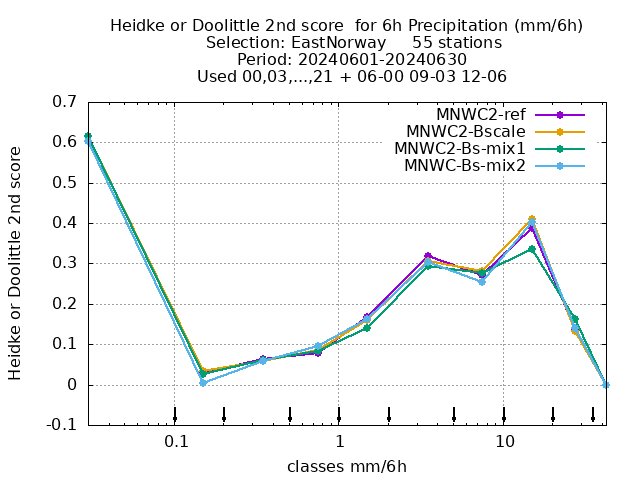 Heidke or Doolittle 2nd score  for 6h Precipitation (mm/6h)
Selection: EastNorway     55 stations
Period: 20240601-20240630
Used 00,03,...,21 + 06-00 09-03 12-06
MNWC2-ref
MNWC2-Bscale
MNWC2-Bs-mix1
MNWC-Bs-mix2
Heidke or Doolittle 2nd score
0.7
0.6
0.5
0.4
0.3
0.2
0.1
0
-0.1
0.1
1
10
classes mm/6h